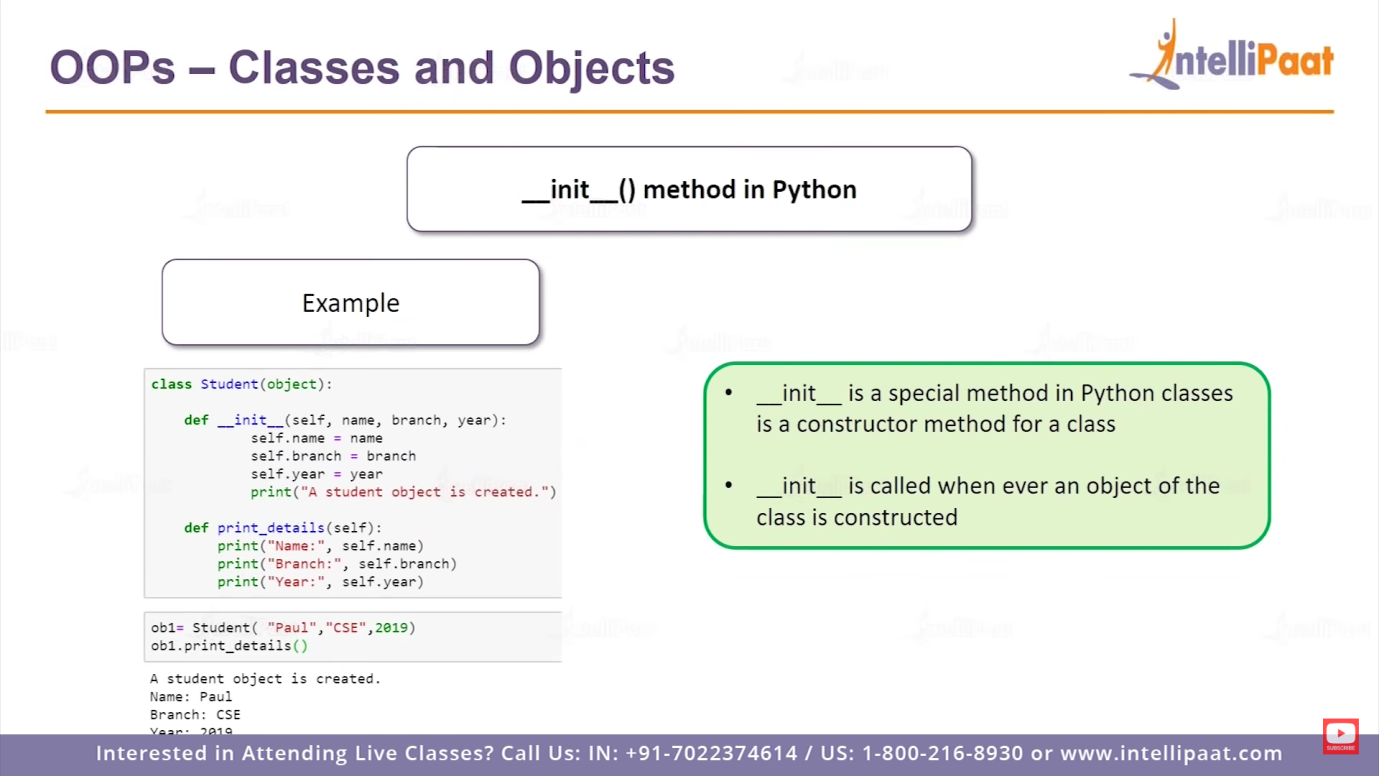 OOPs – Classes and Objects
IntelliPaat
__init__() method in Python
Example
class Student(object):
def __init__(self, name, branch, year):
self.name = name
self.branch = branch
self.year = year
print("A student object is created.")
def print_details(self):
print("Name:", self.name)
print("Branch:", self.branch)
print("Year:", self.year)
ob1= Student( "Paul","CSE",2019)
ob1.print_details()
A student object is created.
Name: Paul
Branch: CSE
Year: 2019
• __init__ is a special method in Python classes
is a constructor method for a class
• __init__ is called when ever an object of the
class is constructed
Interested in Attending Live Classes? Call Us: IN: +91-7022374614 / US: 1-800-216-8930 or www.intellipaat.com
SUBSCRIBE